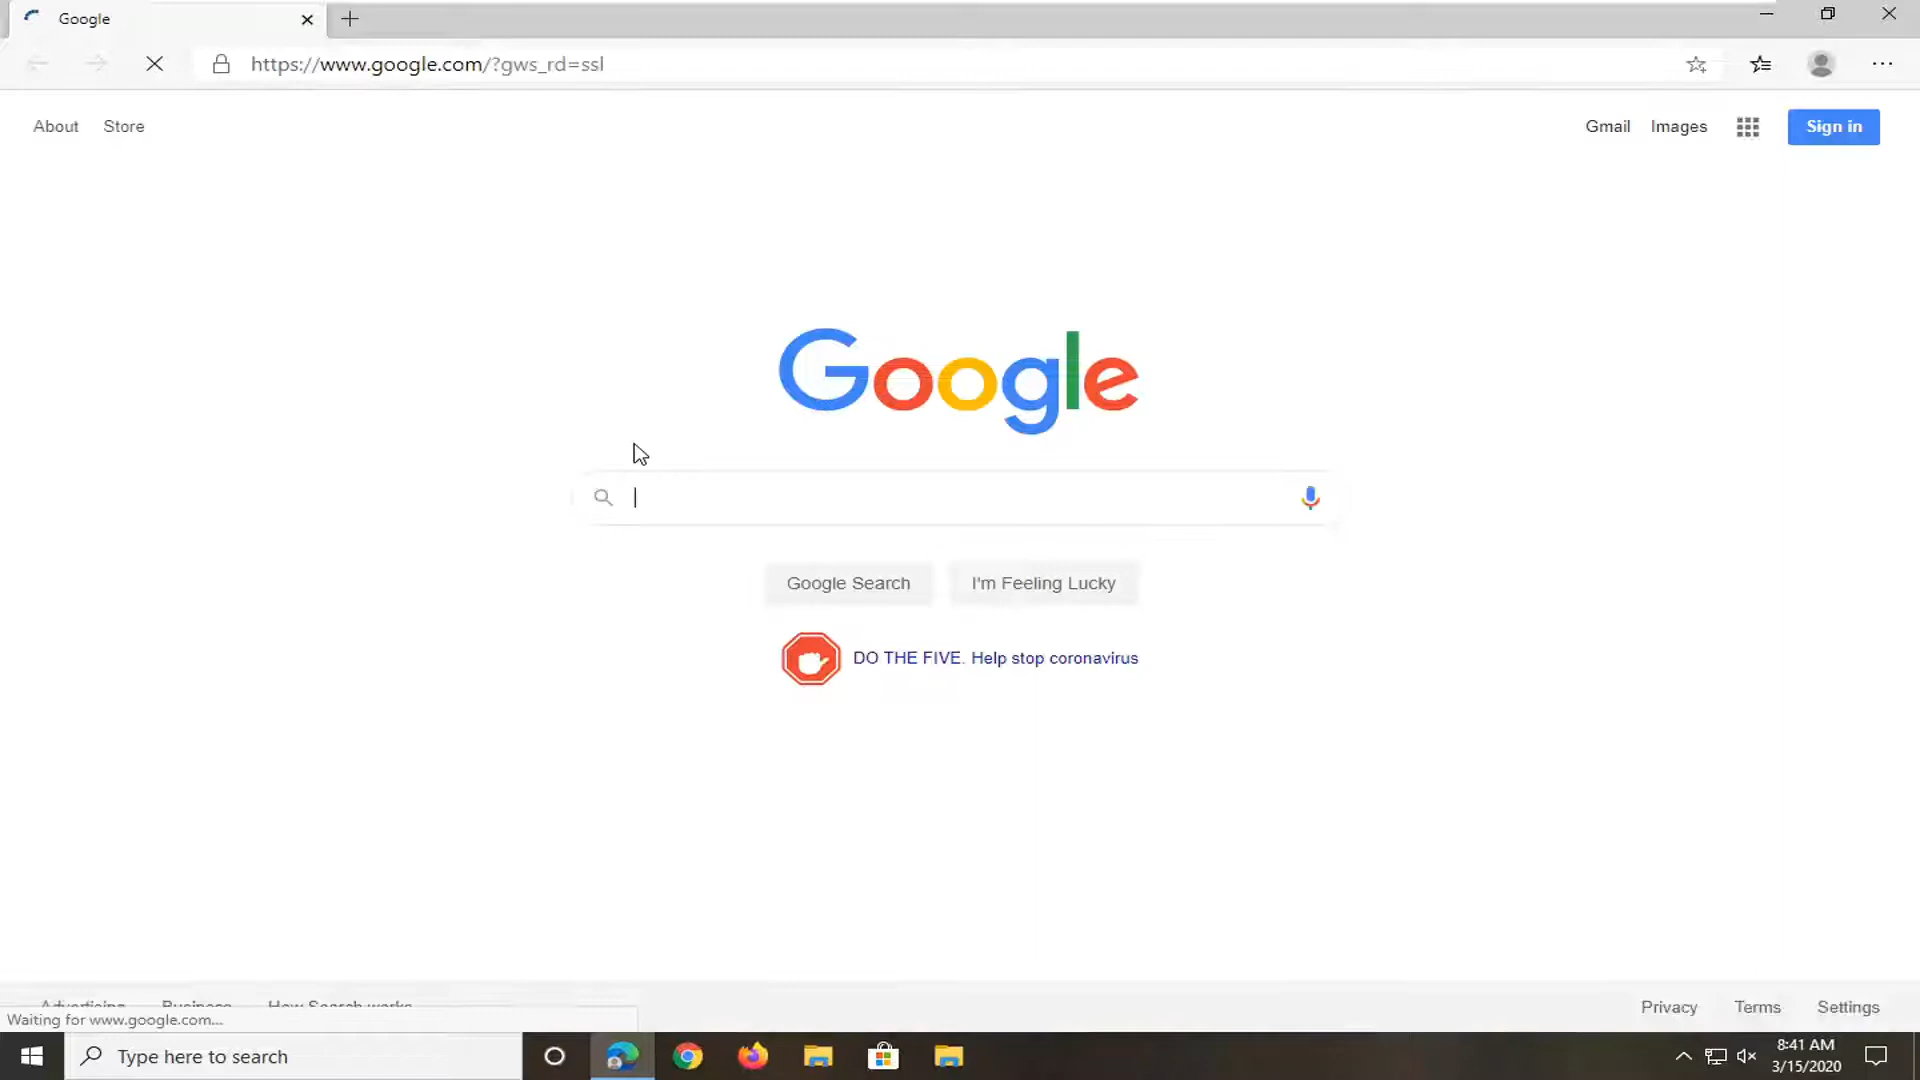 Google
https://www.google.com/?gws_rd=ssl
About Store
Gmail Images Sign in
Google
Google Search I'm Feeling Lucky
DO THE FIVE. Help stop coronavirus
Advertising Business How Search works
Privacy Terms Settings
Waiting for www.google.com...
Type here to search
8:41 AM
3/15/2020